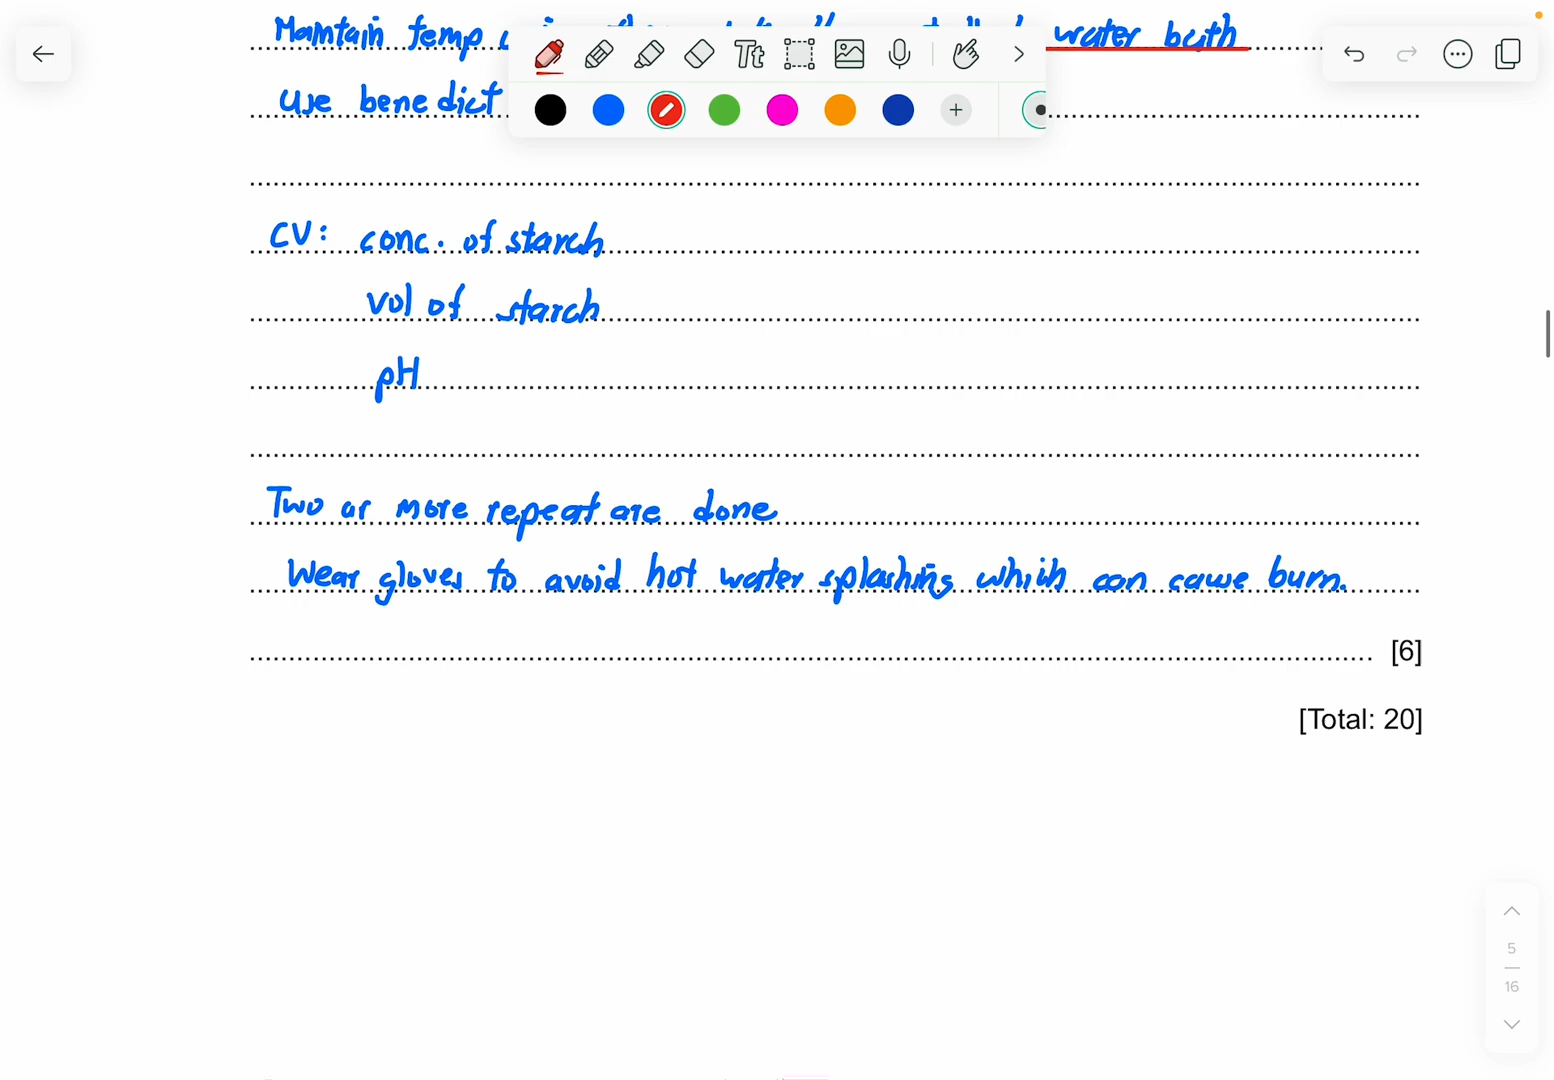 Maintain temp water bath
Tt
Use benedict
CV: conc. of starch
vol of starch
pH
Two or more repeat are done
Wear gloves to avoid hot water splashing which can cause burn.
[6]
[Total: 20]
5
16